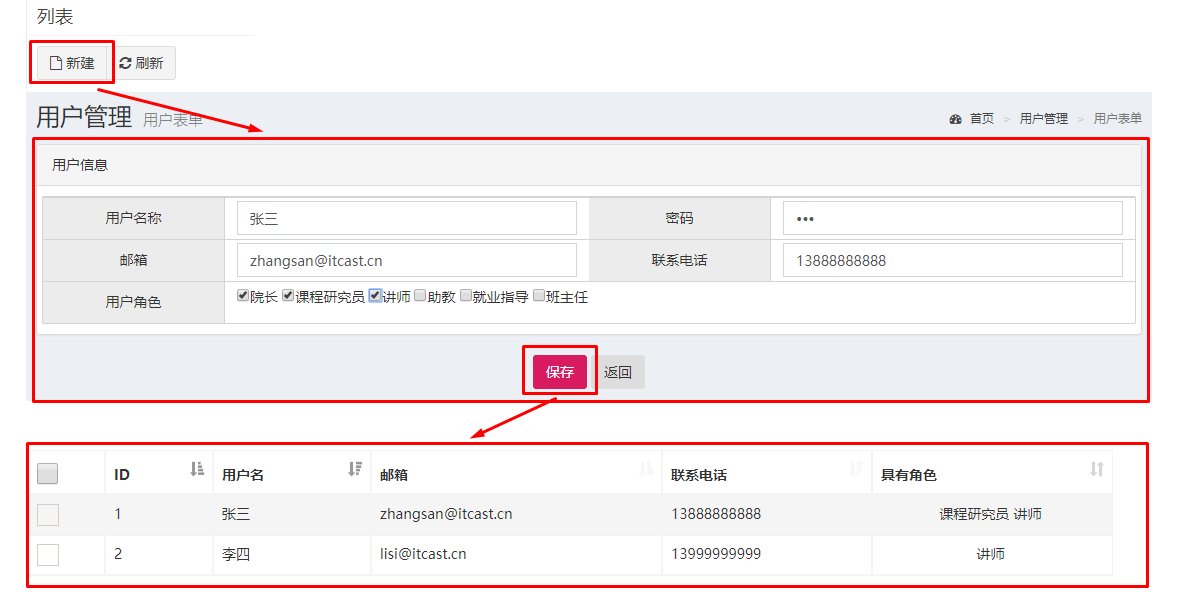 列表
新建 刷新
用户管理 用户表单 首页 > 用户管理 > 用户表单
用户信息
用户名称 张三 密码 •••
邮箱 zhangsan@itcast.cn 联系电话 13888888888
用户角色 院长 课程研究员 讲师 助教 就业指导 班主任
保存 返回
ID 用户名 邮箱 联系电话 具有角色
1 张三 zhangsan@itcast.cn 13888888888 课程研究员 讲师
2 李四 lisi@itcast.cn 13999999999 讲师